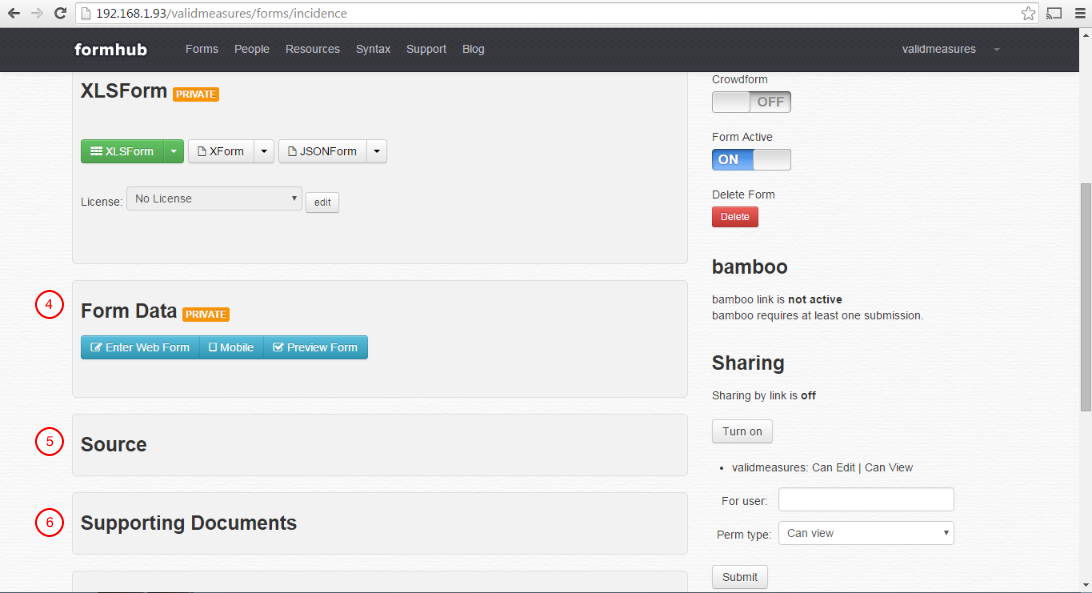 192.168.1.93/validmeasures/forms/incidence
formhub Forms People Resources Syntax Support Blog validmeasures
XLSForm PRIVATE
XLSForm XForm JSONForm
License: No License edit
4
Form Data PRIVATE
Enter Web Form Mobile Preview Form
5
Source
6
Supporting Documents
Crowdform
OFF
Form Active
ON
Delete Form
Delete
bamboo
bamboo link is not active
bamboo requires at least one submission.
Sharing
Sharing by link is off
Turn on
• validmeasures: Can Edit | Can View
For user:
Perm type: Can view
Submit